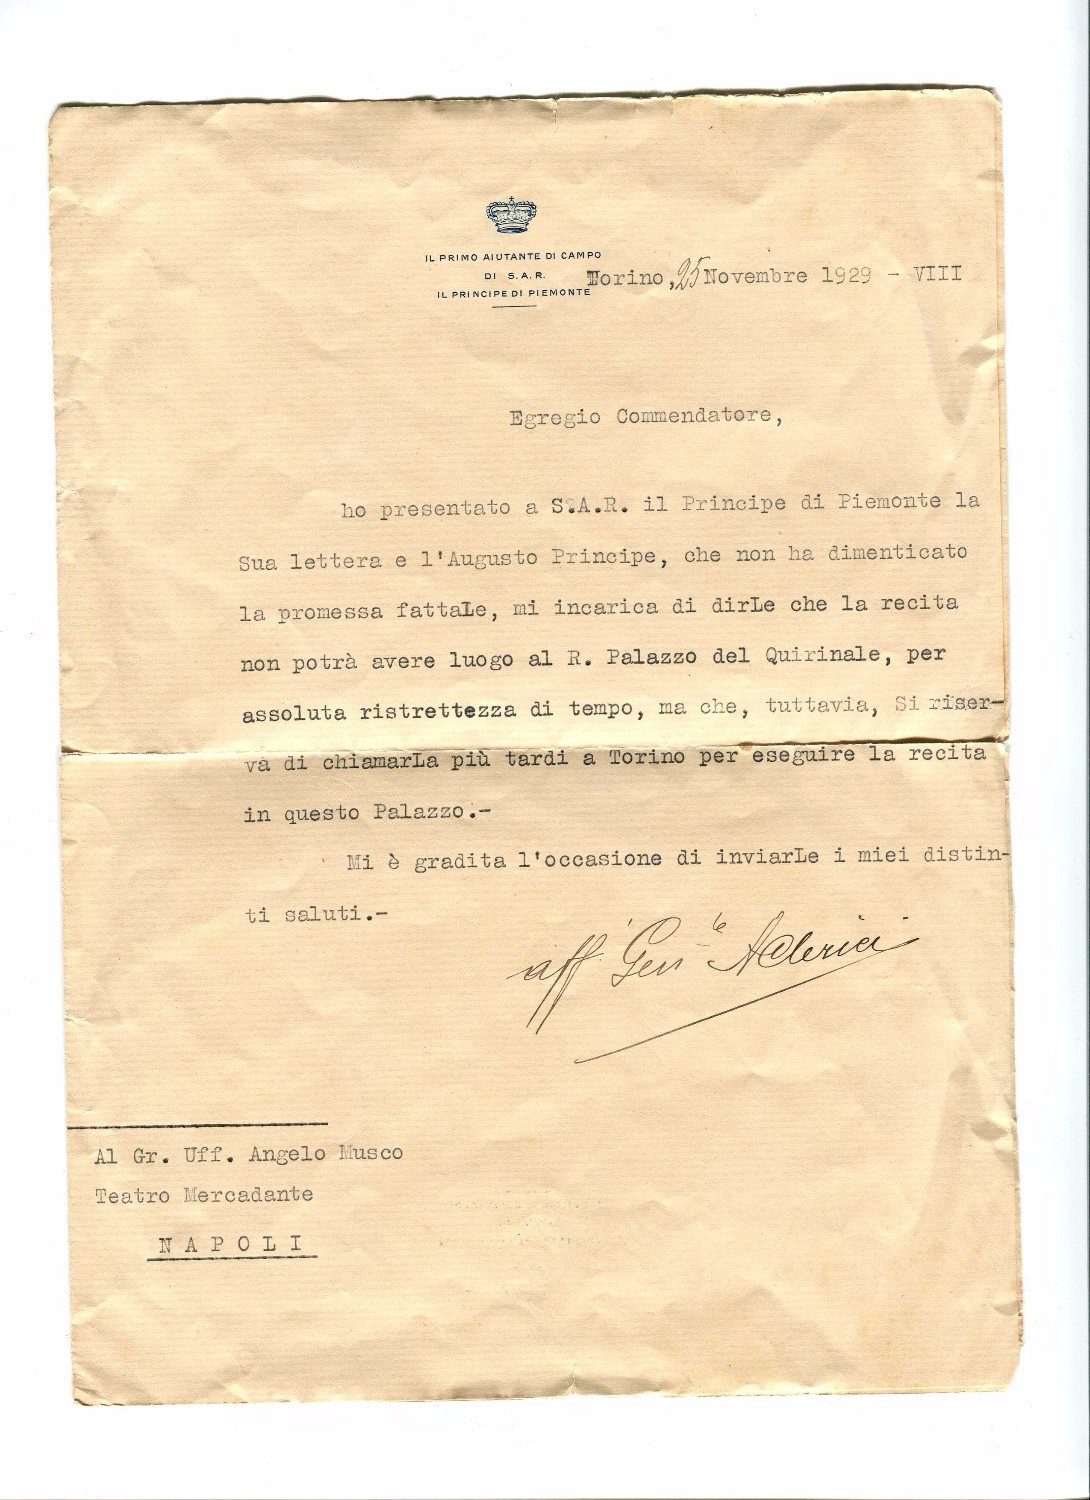 IL PRIMO AIUTANTE DI CAMPO
DI S.A.R.
IL PRINCIPE DI PIEMONTE
Torino, 25 Novembre 1929 - VIII
Egregio Commendatore,
ho presentato a S.A.R. il Principe di Piemonte la
Sua lettera e l'Augusto Principe, che non ha dimenticato
la promessa fattaLe, mi incarica di dirLe che la recita
non potrà avere luogo al R. Palazzo del Quirinale, per
assoluta ristrettezza di tempo, ma che, tuttavia, Si riser-
va di chiamarLa più tardi a Torino per eseguire la recita
in questo Palazzo.-
Mi è gradita l'occasione di inviarLe i miei distin-
ti saluti.-
aff Gen le AClerici
Al Gr. Uff. Angelo Musco
Teatro Mercadante
NAPOLI